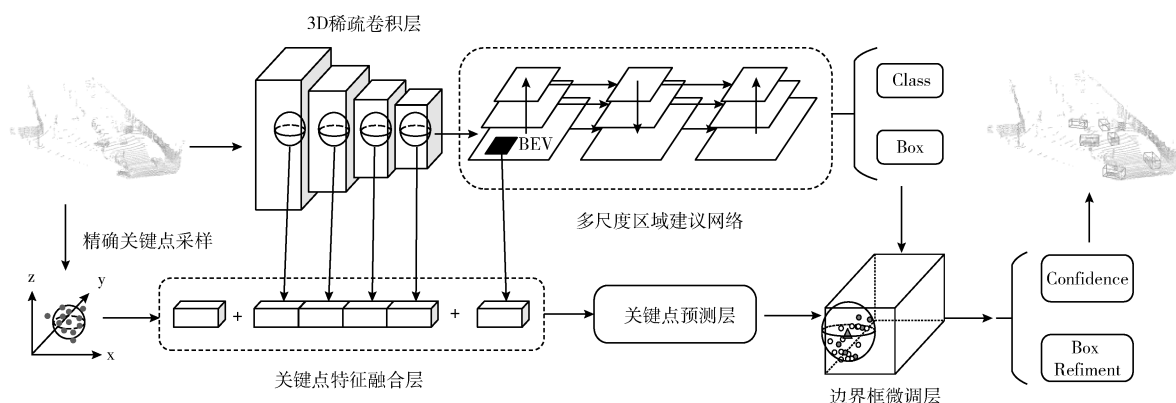 3D稀疏卷积层
Class
BEV
Box
多尺度区域建议网络
精确关键点采样
z
y
x
+
+
关键点预测层
Confidence
Box
Refiment
关键点特征融合层
边界框微调层